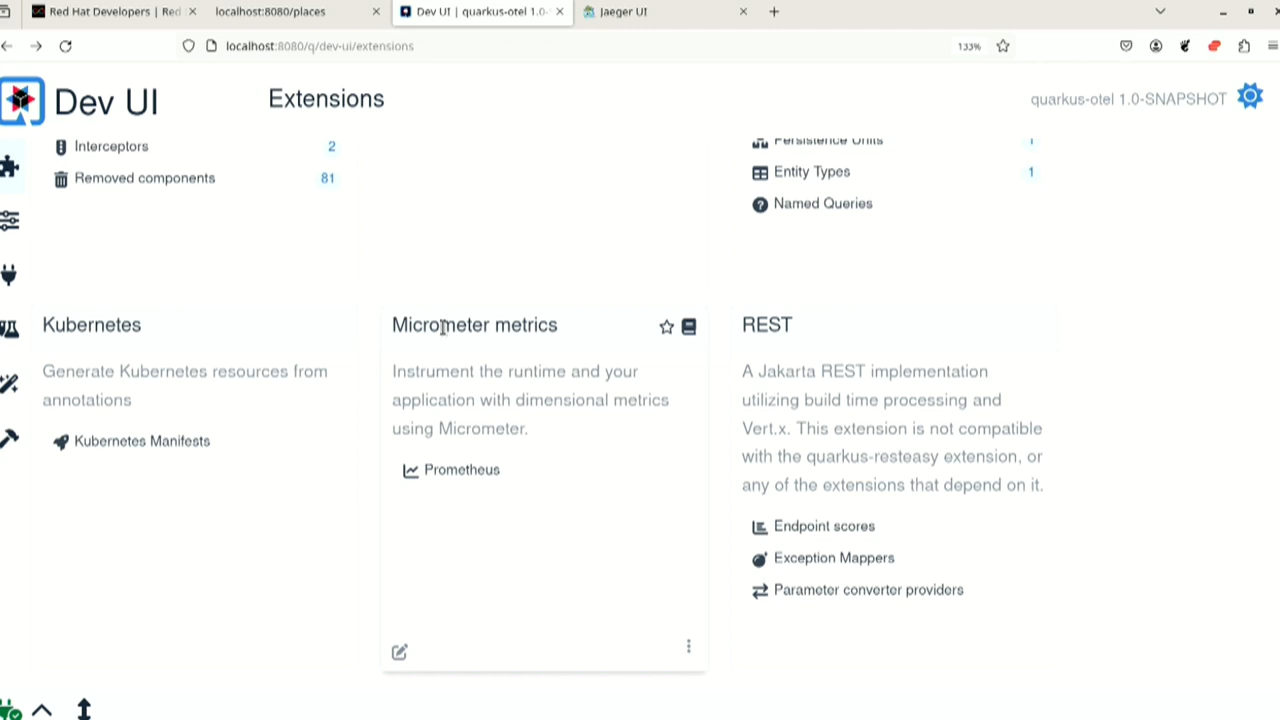 Red Hat Developers | Red
localhost:8080/places
Dev UI | quarkus-otel 1.0-
Jaeger UI
localhost:8080/q/dev-ui/extensions
133%
Dev UI
Extensions
quarkus-otel 1.0-SNAPSHOT
Interceptors 2
Removed components 81
Persistence Units 1
Entity Types 1
Named Queries
Kubernetes
Generate Kubernetes resources from
annotations
Kubernetes Manifests
Micrometer metrics
Instrument the runtime and your
application with dimensional metrics
using Micrometer.
Prometheus
REST
A Jakarta REST implementation
utilizing build time processing and
Vert.x. This extension is not compatible
with the quarkus-resteasy extension, or
any of the extensions that depend on it.
Endpoint scores
Exception Mappers
Parameter converter providers